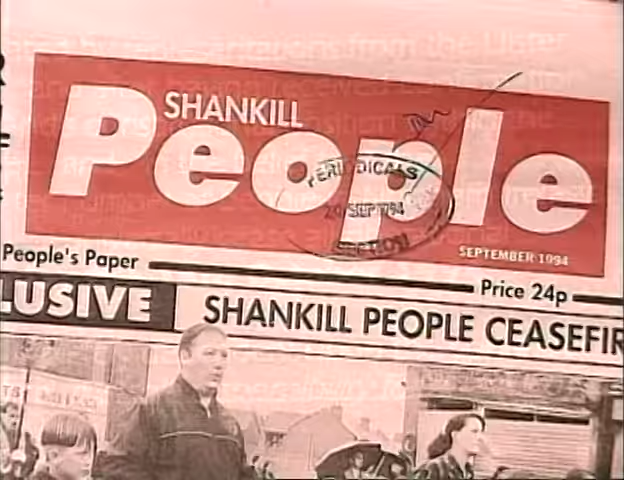 SHANKILL
People
PERIODICALS
20 SEP 1994
SECTION
SEPTEMBER 1994
People's Paper
Price 24p
LUSIVE
SHANKILL PEOPLE CEASEFIR